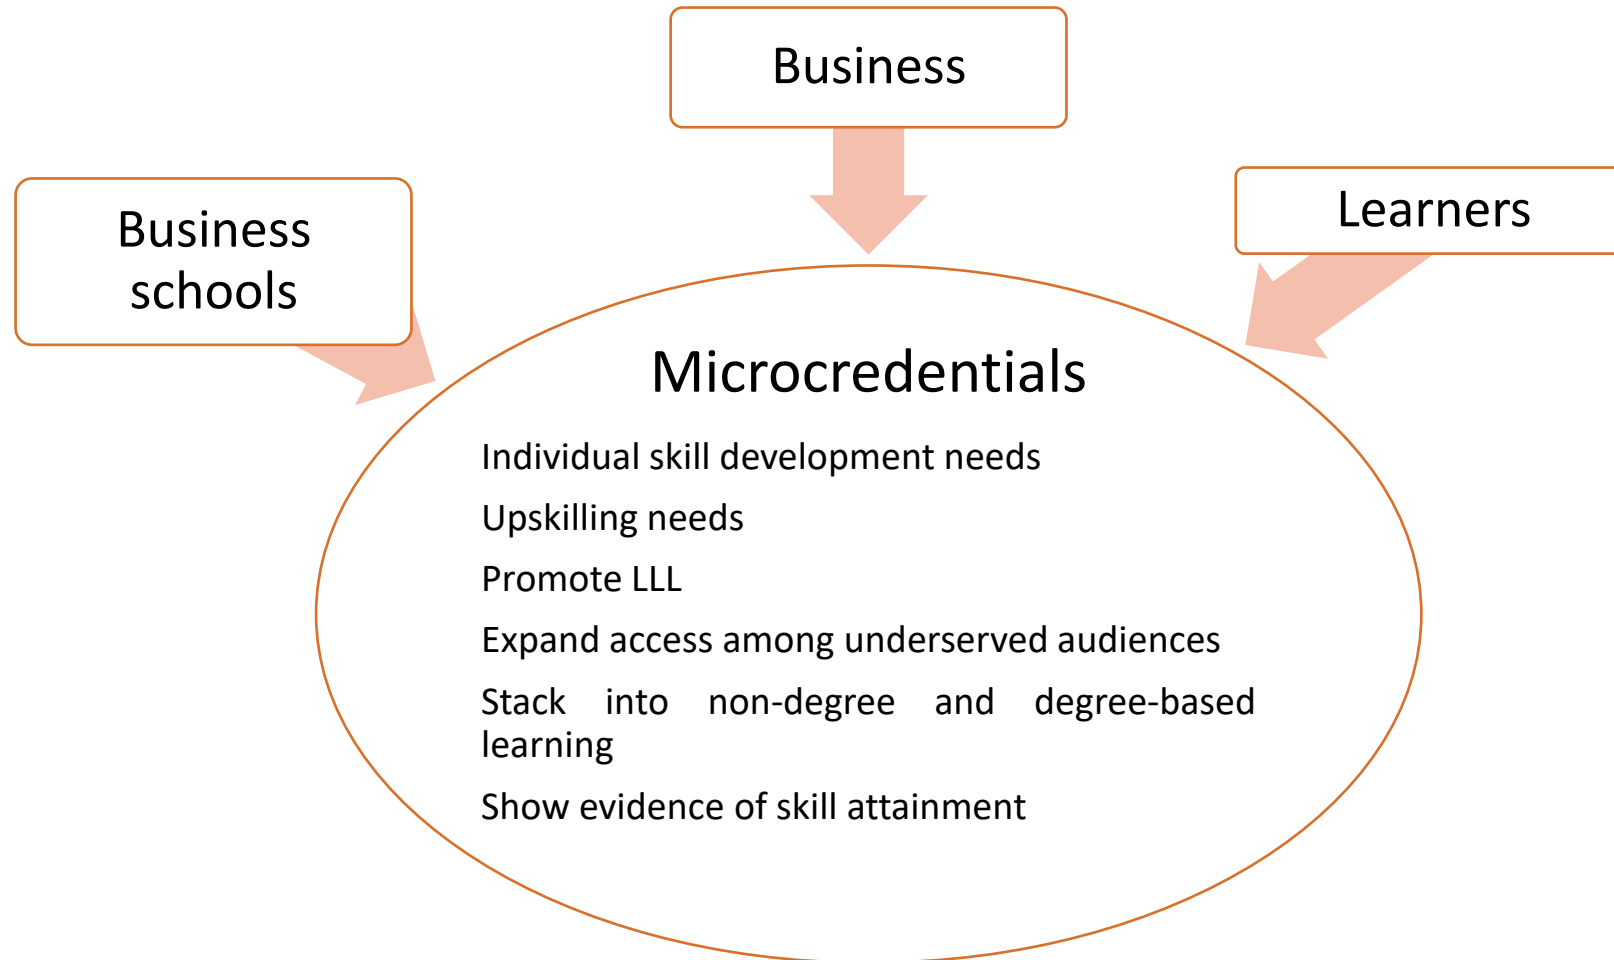 Business
Business
schools
Learners
Microcredentials
Individual skill development needs
Upskilling needs
Promote LLL
Expand access among underserved audiences
Stack into non-degree and degree-based
learning
Show evidence of skill attainment